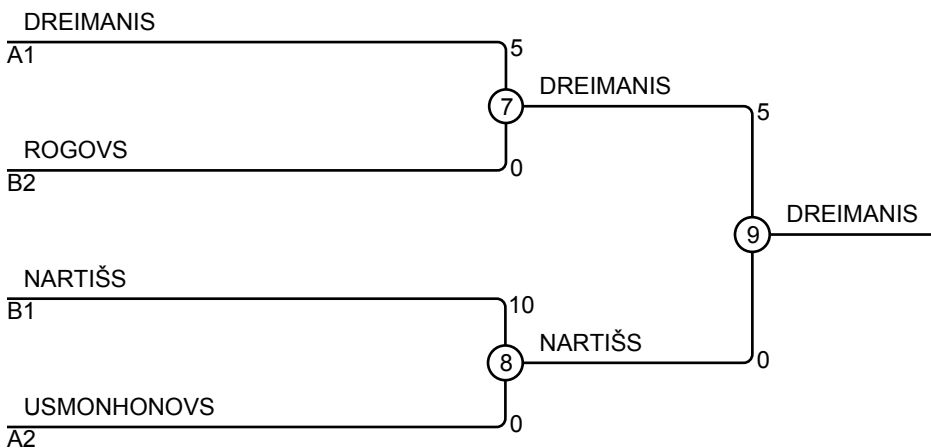 DREIMANIS
A1
5
7
DREIMANIS
5
ROGOVS
B2
0
9
DREIMANIS
NARTIŠS
B1
10
8
NARTIŠS
0
USMONHONOVS
A2
0